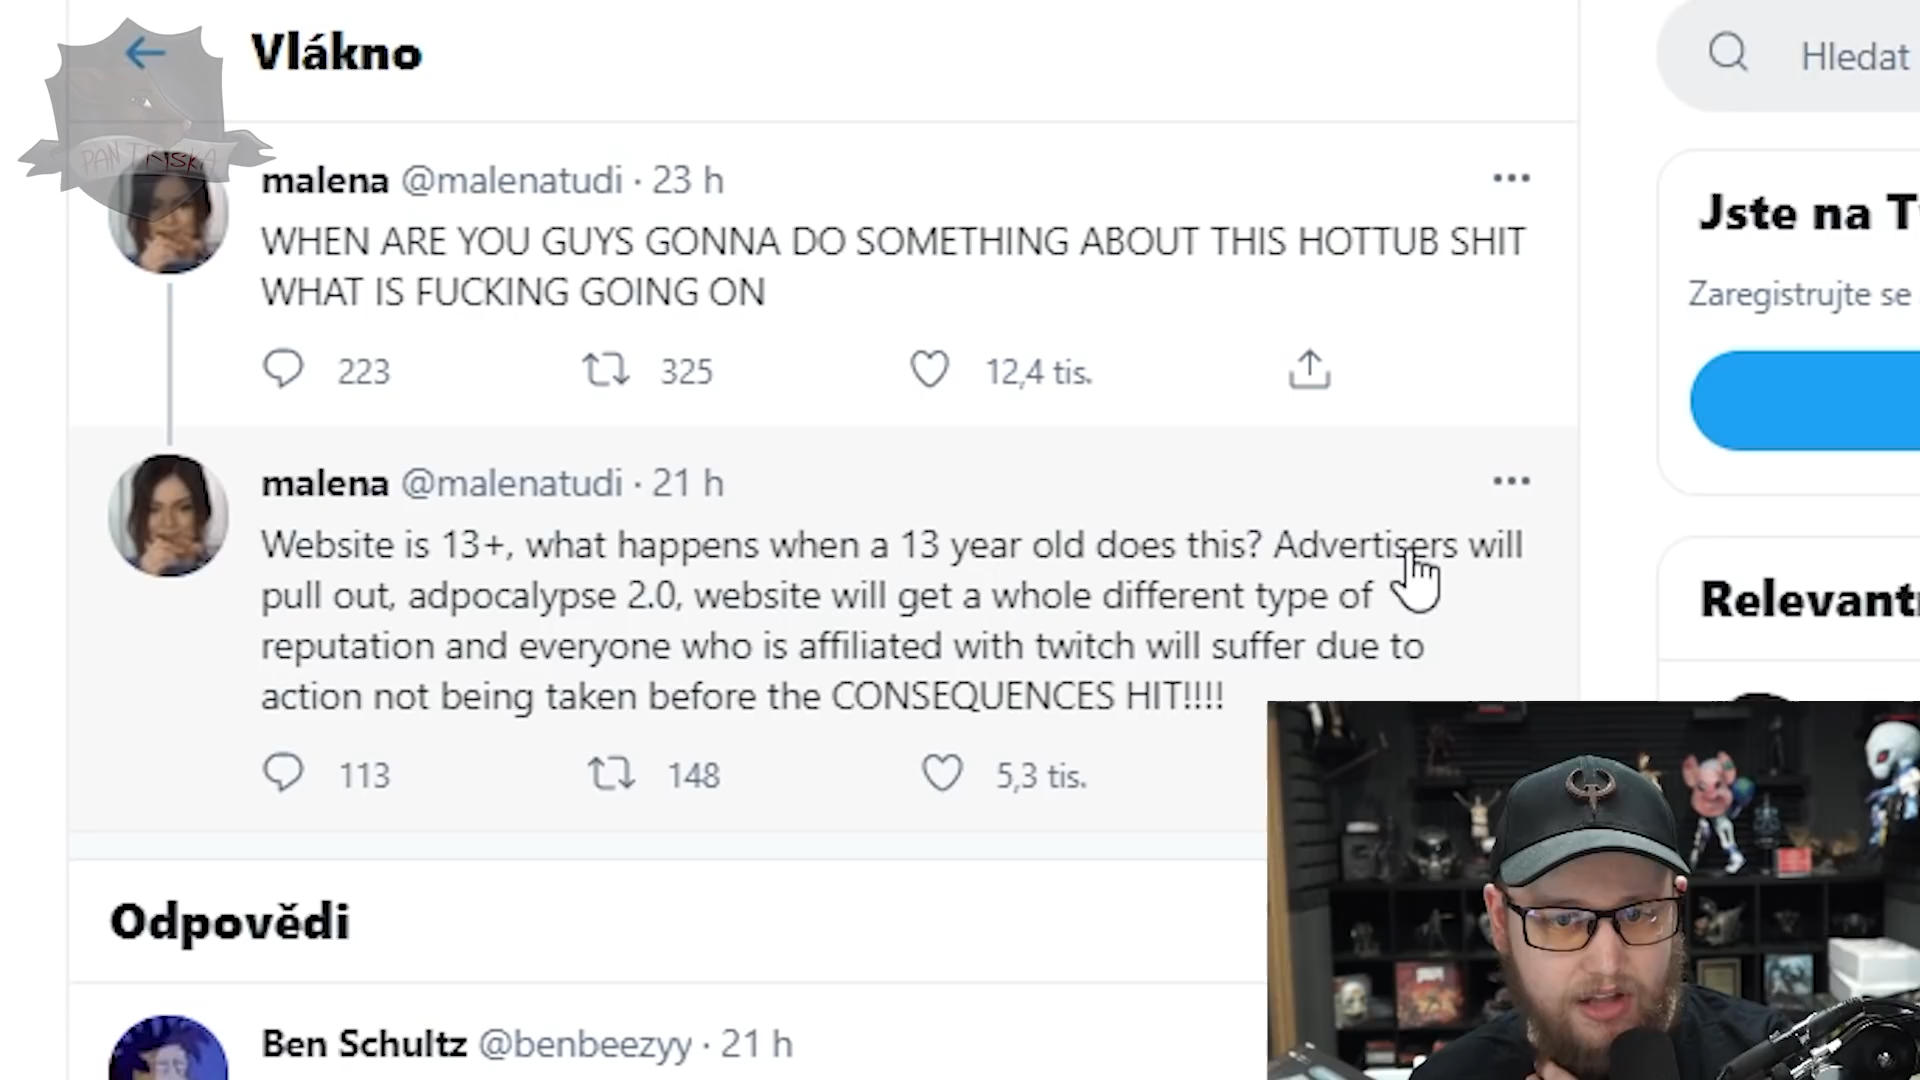 Vlákno
Hledat
PAN TŘÍSKA
malena @malenatudi · 23 h
WHEN ARE YOU GUYS GONNA DO SOMETHING ABOUT THIS HOTTUB SHIT
WHAT IS FUCKING GOING ON
223 325 12,4 tis.
Jste na T
Zaregistrujte se
malena @malenatudi · 21 h
Website is 13+, what happens when a 13 year old does this? Advertisers will
pull out, adpocalypse 2.0, website will get a whole different type of
reputation and everyone who is affiliated with twitch will suffer due to
action not being taken before the CONSEQUENCES HIT!!!!
113 148 5,3 tis.
Relevant
Odpovědi
Ben Schultz @benbeezyy · 21 h